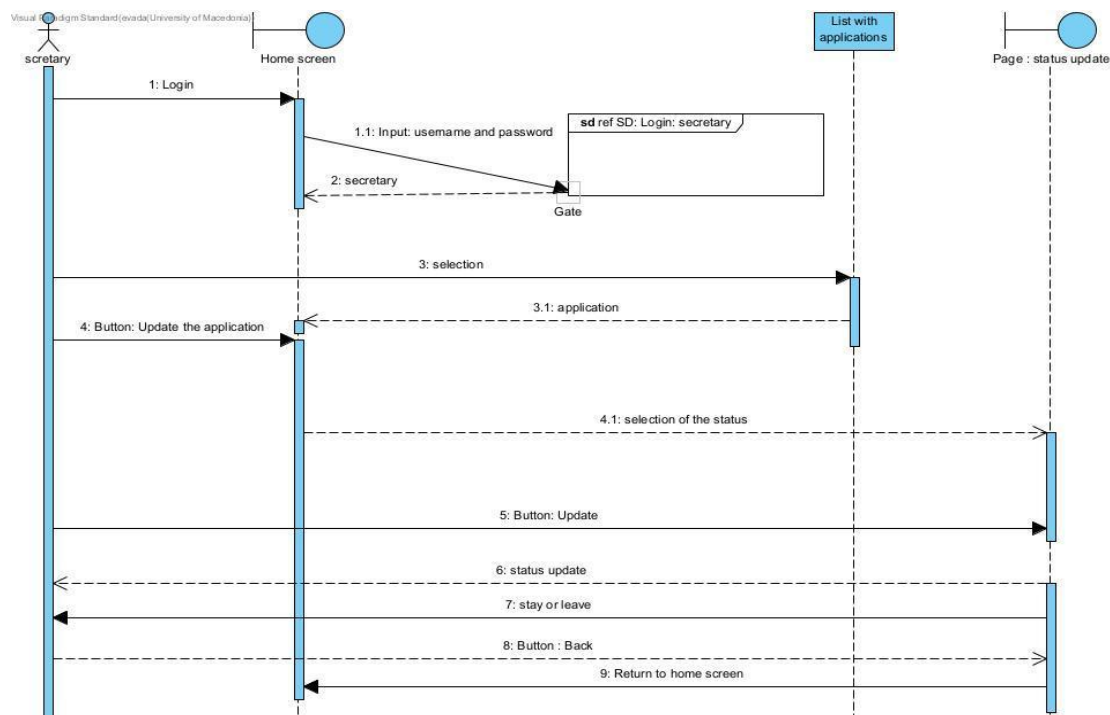 Visual Paradigm Standard(evada(University of Macedonia))
scretary
Home screen
List with
applications
Page : status update
1: Login
1.1: Input: username and password
sd ref SD: Login: secretary
2: secretary
Gate
3: selection
3.1: application
4: Button: Update the application
4.1: selection of the status
5: Button: Update
6: status update
7: stay or leave
8: Button : Back
9: Return to home screen